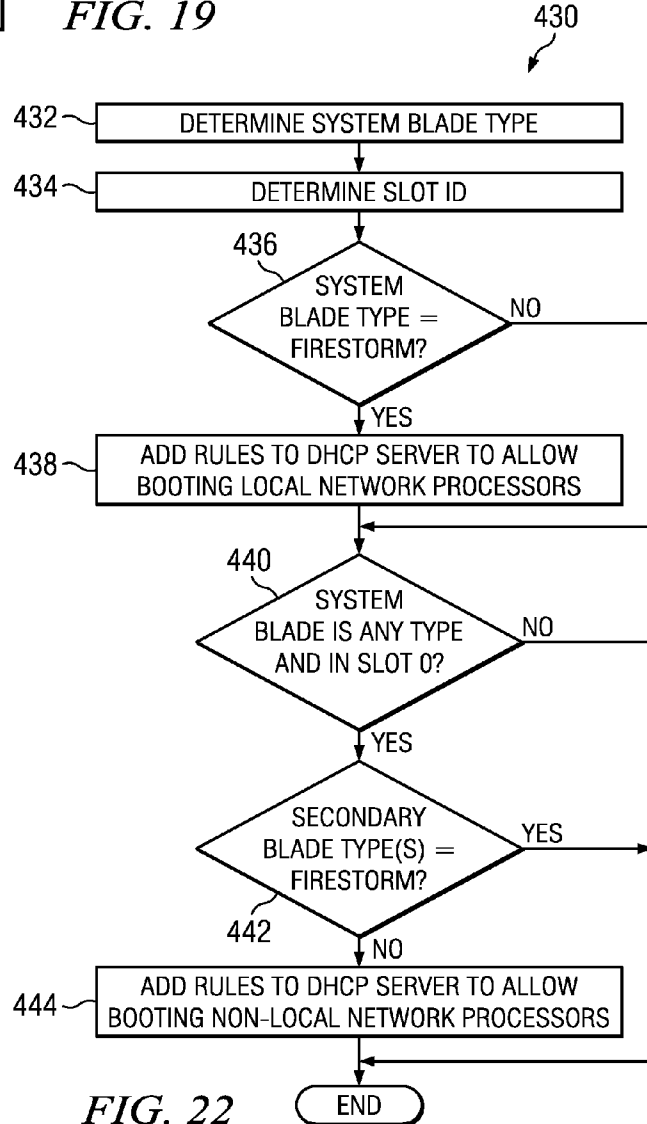 FIG. 19
430
432
DETERMINE SYSTEM BLADE TYPE
434
DETERMINE SLOT ID
436
SYSTEM
BLADE TYPE =
FIRESTORM?
NO
YES
438
ADD RULES TO DHCP SERVER TO ALLOW
BOOTING LOCAL NETWORK PROCESSORS
440
SYSTEM
BLADE IS ANY TYPE
AND IN SLOT 0?
NO
YES
SECONDARY
BLADE TYPE(S) =
FIRESTORM?
YES
442
NO
444
ADD RULES TO DHCP SERVER TO ALLOW
BOOTING NON-LOCAL NETWORK PROCESSORS
END
FIG. 22